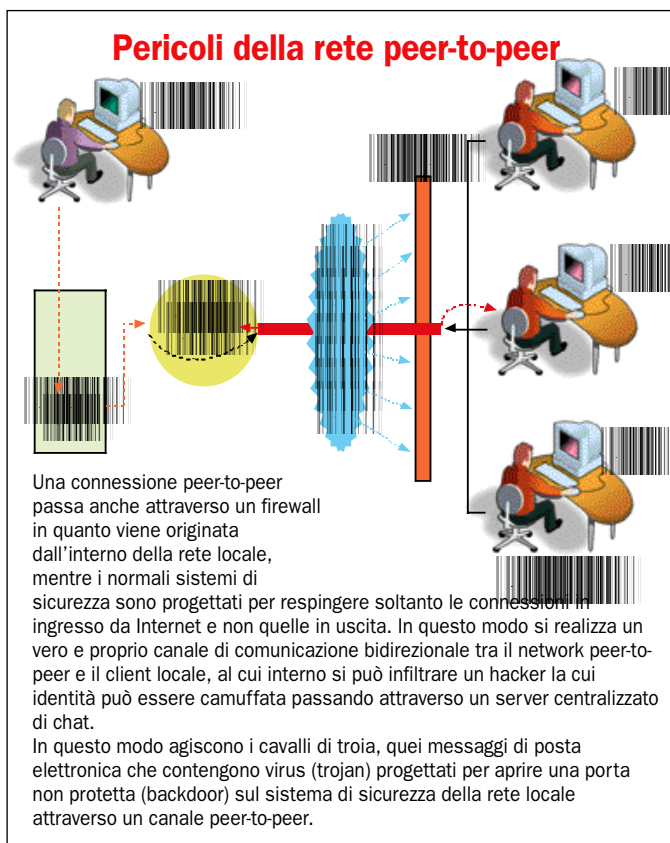 Pericoli della rete peer-to-peer
Una connessione peer-to-peer
passa anche attraverso un firewall
in quanto viene originata
dall'interno della rete locale,
mentre i normali sistemi di
sicurezza sono progettati per respingere soltanto le connessioni in
ingresso da Internet e non quelle in uscita. In questo modo si realizza un
vero e proprio canale di comunicazione bidirezionale tra il network peer-to-
peer e il client locale, al cui interno si può infiltrare un hacker la cui
identità può essere camuffata passando attraverso un server centralizzato
di chat.
In questo modo agiscono i cavalli di troia, quei messaggi di posta
elettronica che contengono virus (trojan) progettati per aprire una porta
non protetta (backdoor) sul sistema di sicurezza della rete locale
attraverso un canale peer-to-peer.